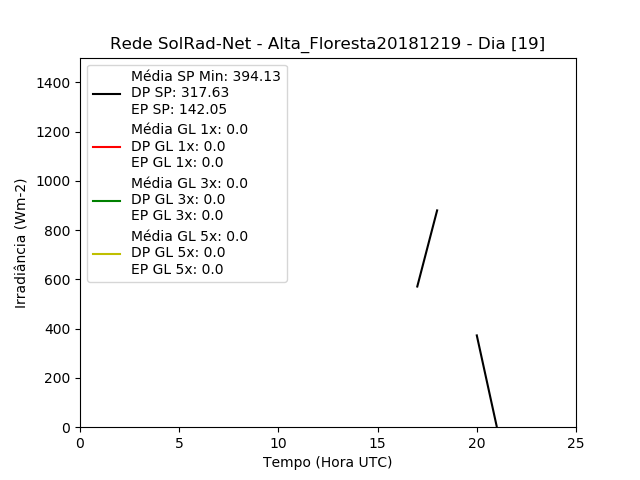 Rede SolRad-Net - Alta_Floresta20181219 - Dia [19]
Média SP Min: 394.13
DP SP: 317.63
EP SP: 142.05
Média GL 1x: 0.0
DP GL 1x: 0.0
EP GL 1x: 0.0
Média GL 3x: 0.0
DP GL 3x: 0.0
EP GL 3x: 0.0
Média GL 5x: 0.0
DP GL 5x: 0.0
EP GL 5x: 0.0
Irradiância (Wm-2)
1400
1200
1000
800
600
400
200
0
0 5 10 15 20 25
Tempo (Hora UTC)